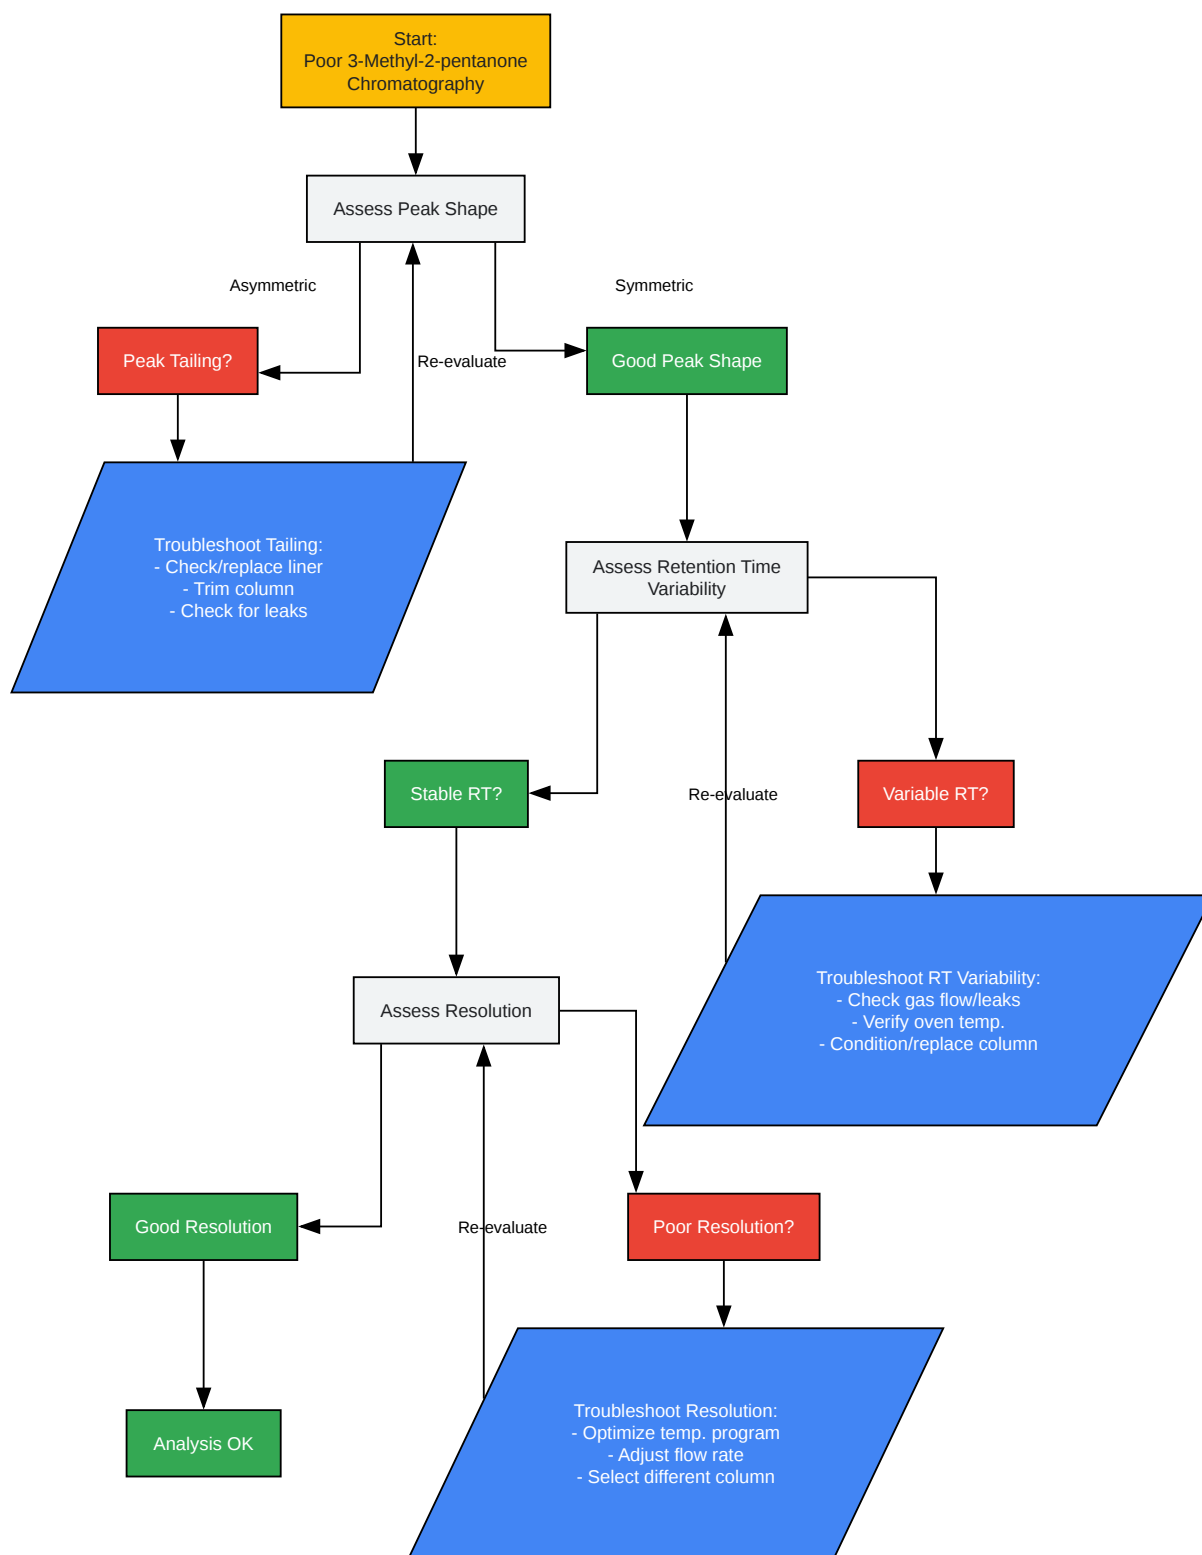 Start:
Poor 3-Methyl-2-pentanone
Chromatography
Assess Peak Shape
Asymmetric
Symmetric
Peak Tailing?
Re-evaluate
Good Peak Shape
Troubleshoot Tailing:
- Check/replace liner
- Trim column
- Check for leaks
Assess Retention Time
Variability
Stable RT?
Re-evaluate
Variable RT?
Troubleshoot RT Variability:
- Check gas flow/leaks
- Verify oven temp.
- Condition/replace column
Assess Resolution
Good Resolution
Re-evaluate
Poor Resolution?
Troubleshoot Resolution:
- Optimize temp. program
- Adjust flow rate
- Select different column
Analysis OK